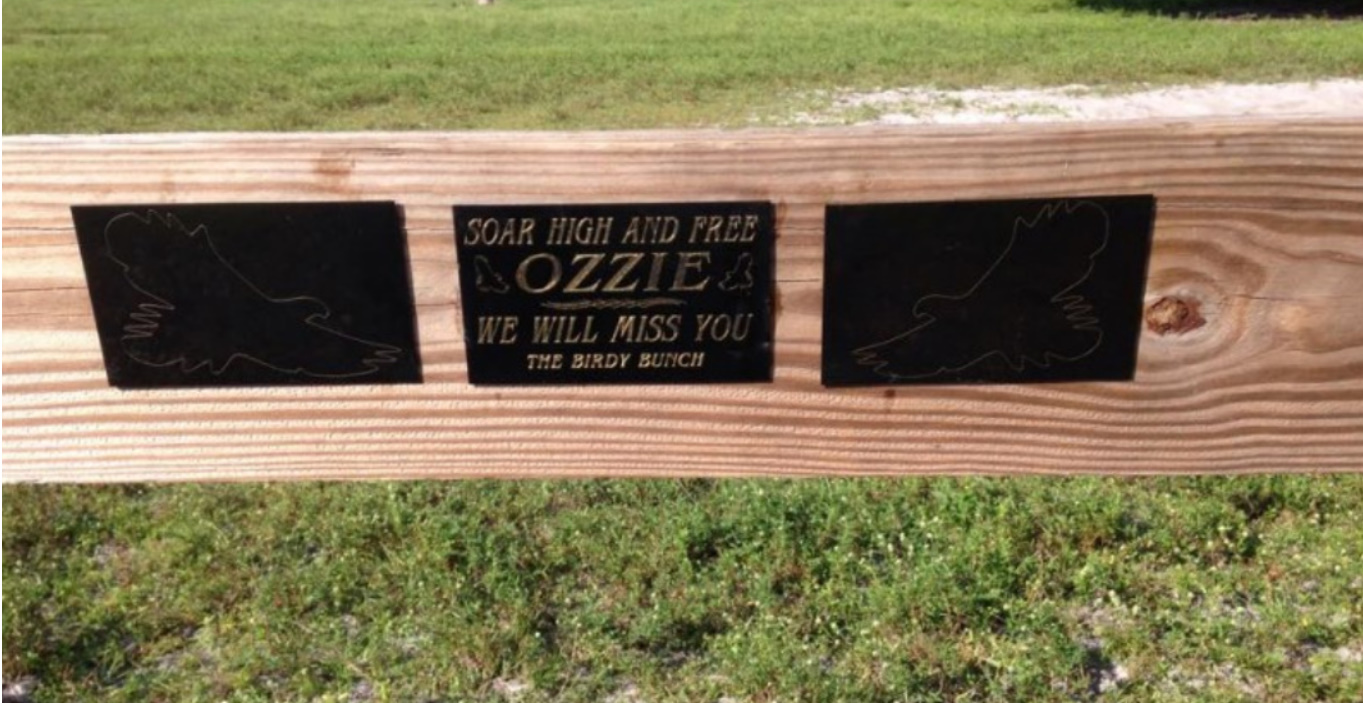 SOAR HIGH AND FREE
OZZIE
WE WILL MISS YOU
THE BIRDY BUNCH